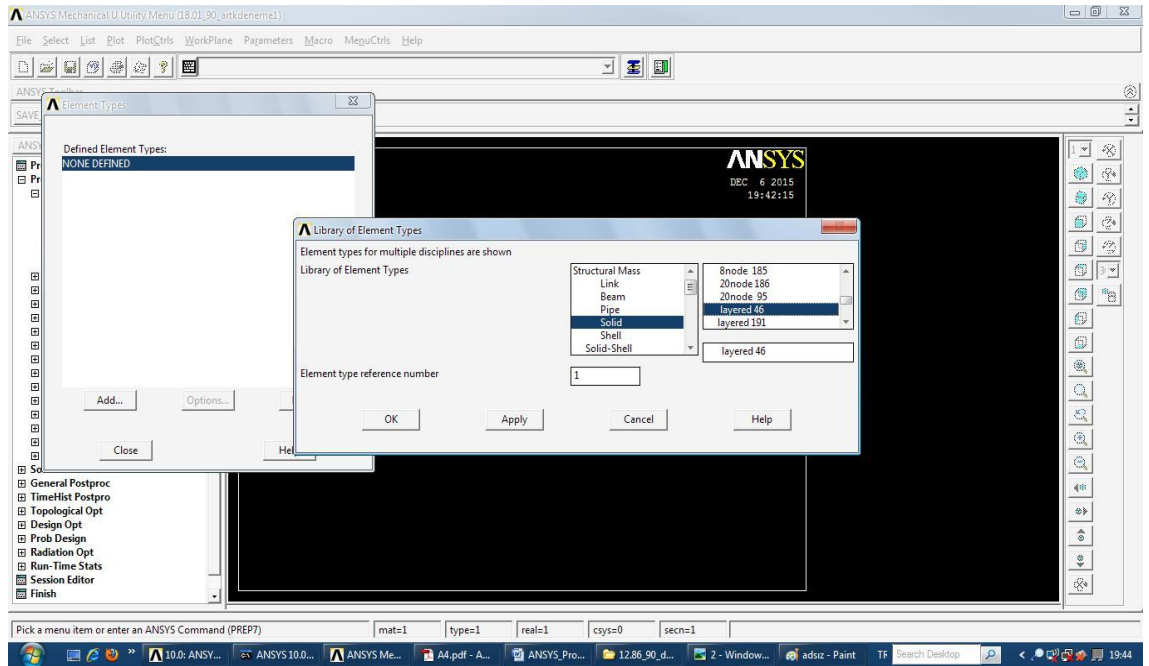 ANSYS Mechanical U Utility Menu (18.01_90_artkdeneme1)
File Select List Plot PlotCtrls WorkPlane Parameters Macro MenuCtrls Help
ANSYS Toolbar
SAVE
Element Types
Defined Element Types:
NONE DEFINED
Add... Options...
Close Hel
ANSYS
DEC 6 2015
19:42:15
Library of Element Types
Element types for multiple disciplines are shown
Library of Element Types
Structural Mass
Link
Beam
Pipe
Solid
Shell
Solid-Shell
8node 185
20node 186
20node 95
layered 46
layered 191
layered 46
Element type reference number
1
OK Apply Cancel Help
ANSY
Pr
Pr
So
General Postproc
TimeHist Postpro
Topological Opt
Design Opt
Prob Design
Radiation Opt
Run-Time Stats
Session Editor
Finish
1
Pick a menu item or enter an ANSYS Command (PREP7) mat=1 type=1 real=1 csys=0 secn=1
10.0: ANSY... ANSYS 10.0... ANSYS Me... A4.pdf - A... ANSYS_Pro... 12.86_90_d... 2 - Window... adsız - Paint TR Search Desktop 19:44